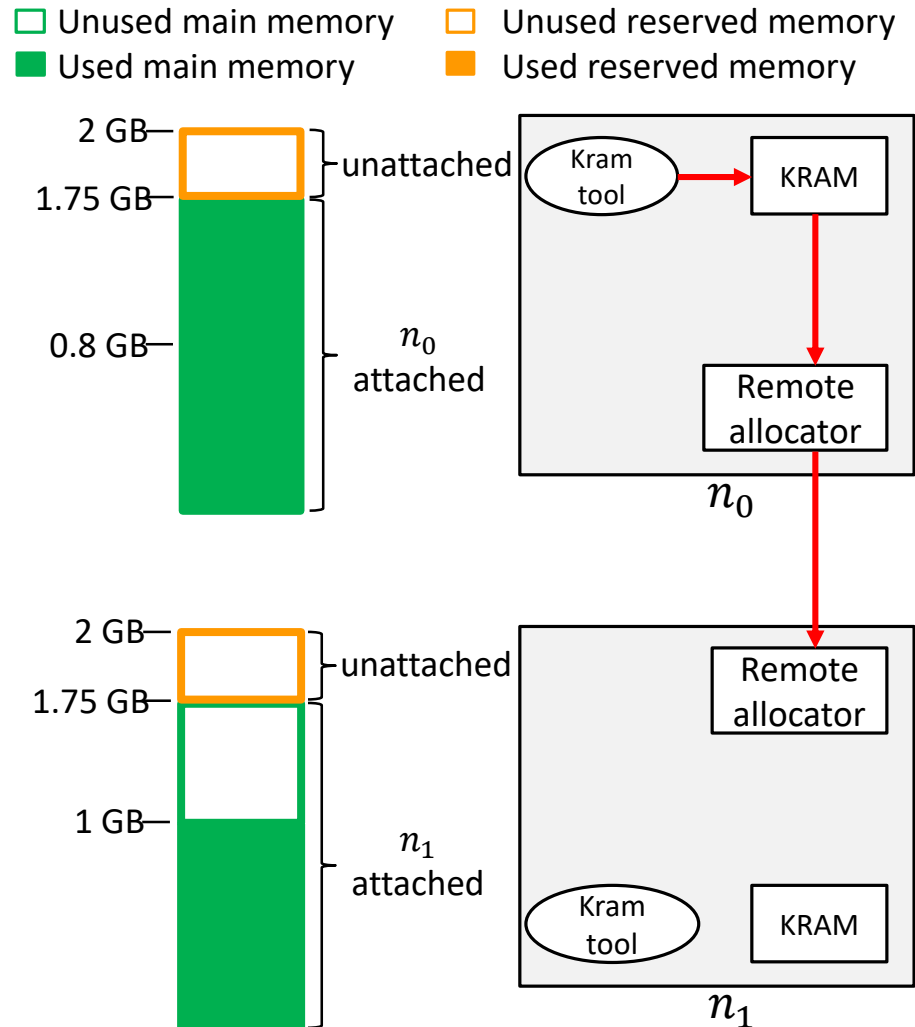 Unused main memory
Unused reserved memory
Used main memory
Used reserved memory
2 GB
unattached
1.75 GB
0.8 GB
n₀
attached
Kram
tool
KRAM
Remote
allocator
n₀
2 GB
unattached
1.75 GB
1 GB
n₁
attached
Remote
allocator
Kram
tool
KRAM
n₁